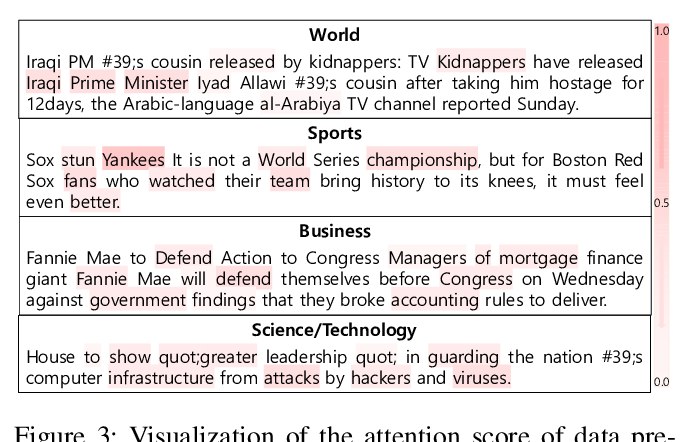 World
Iraqi PM #39;s cousin released by kidnappers: TV Kidnappers have released
Iraqi Prime Minister Iyad Allawi #39;s cousin after taking him hostage for
12days, the Arabic-language al-Arabiya TV channel reported Sunday.
Sports
Sox stun Yankees It is not a World Series championship, but for Boston Red
Sox fans who watched their team bring history to its knees, it must feel
even better.
Business
Fannie Mae to Defend Action to Congress Managers of mortgage finance
giant Fannie Mae will defend themselves before Congress on Wednesday
against government findings that they broke accounting rules to deliver.
Science/Technology
House to show quot;greater leadership quot; in guarding the nation #39;s
computer infrastructure from attacks by hackers and viruses.
1.0
0.5
0.0
Figure 3: Visualization of the attention score of data pre-